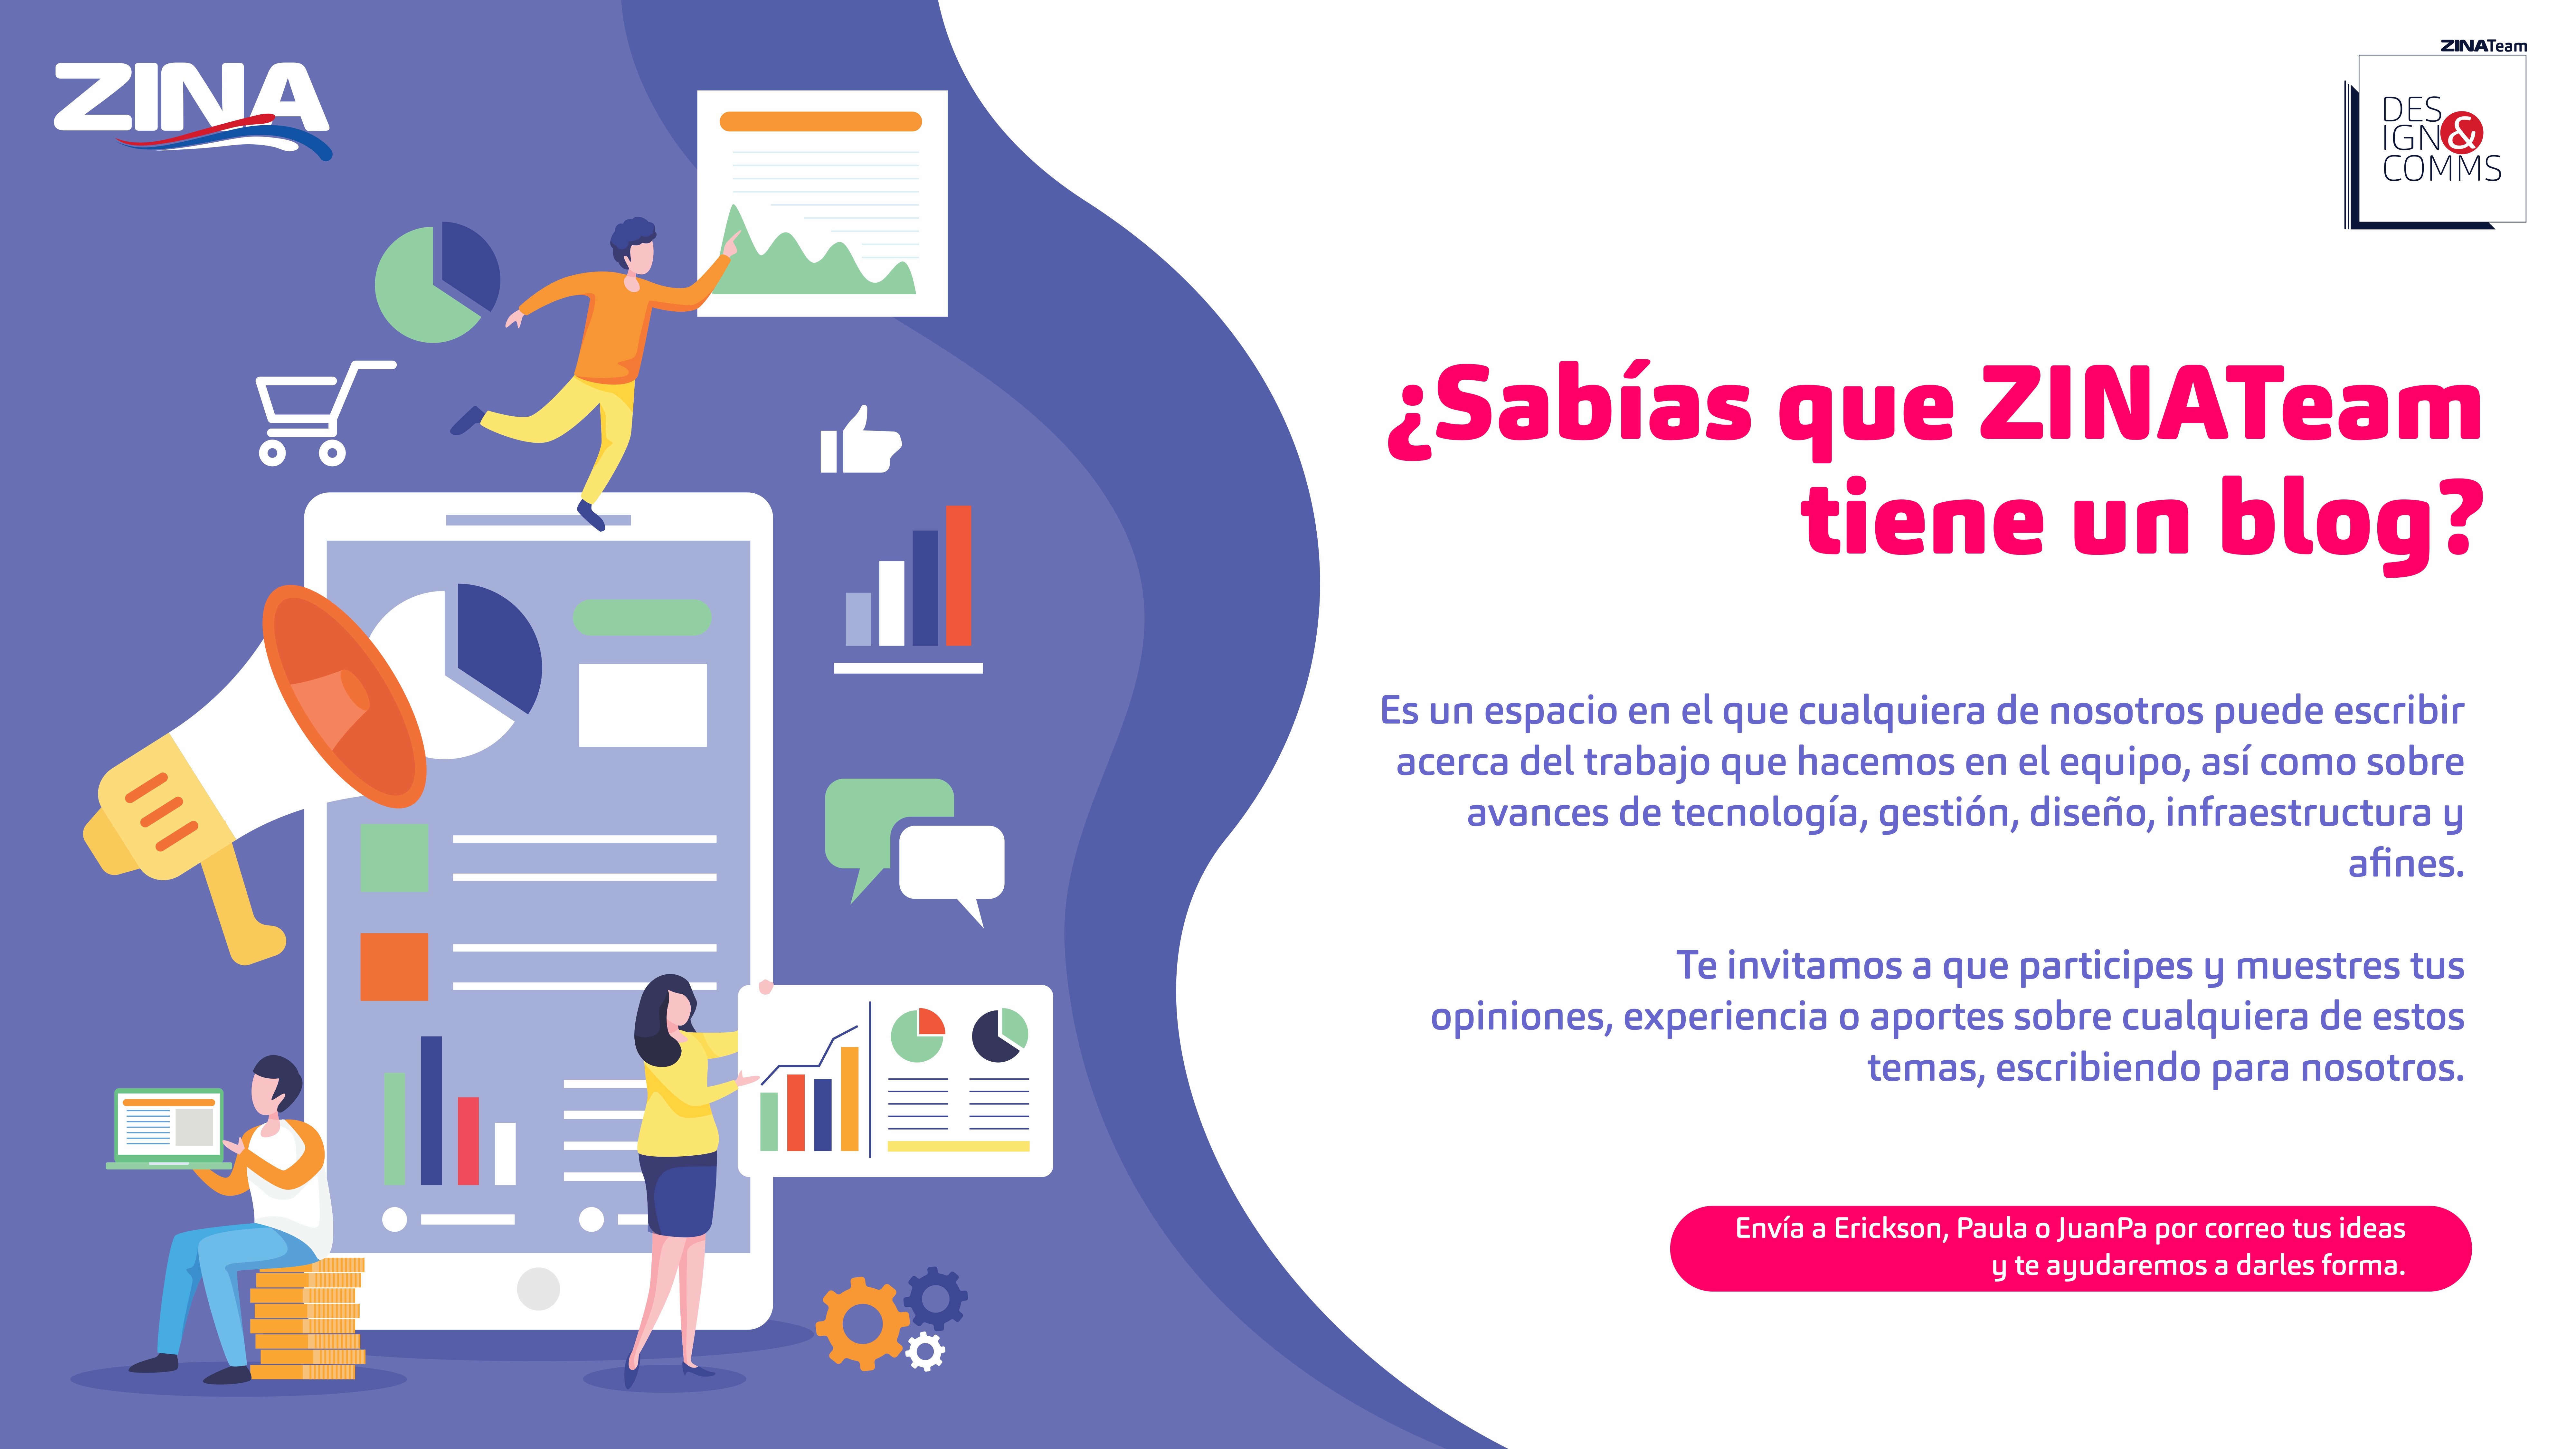 ZINA
ZINATeam
DES
IGN&
COMMS
¿Sabías que ZINATeam
tiene un blog?
Es un espacio en el que cualquiera de nosotros puede escribir
acerca del trabajo que hacemos en el equipo, así como sobre
avances de tecnología, gestión, diseño, infraestructura y
afines.
Te invitamos a que participes y muestres tus
opiniones, experiencia o aportes sobre cualquiera de estos
temas, escribiendo para nosotros.
Envía a Erickson, Paula o JuanPa por correo tus ideas
y te ayudaremos a darles forma.